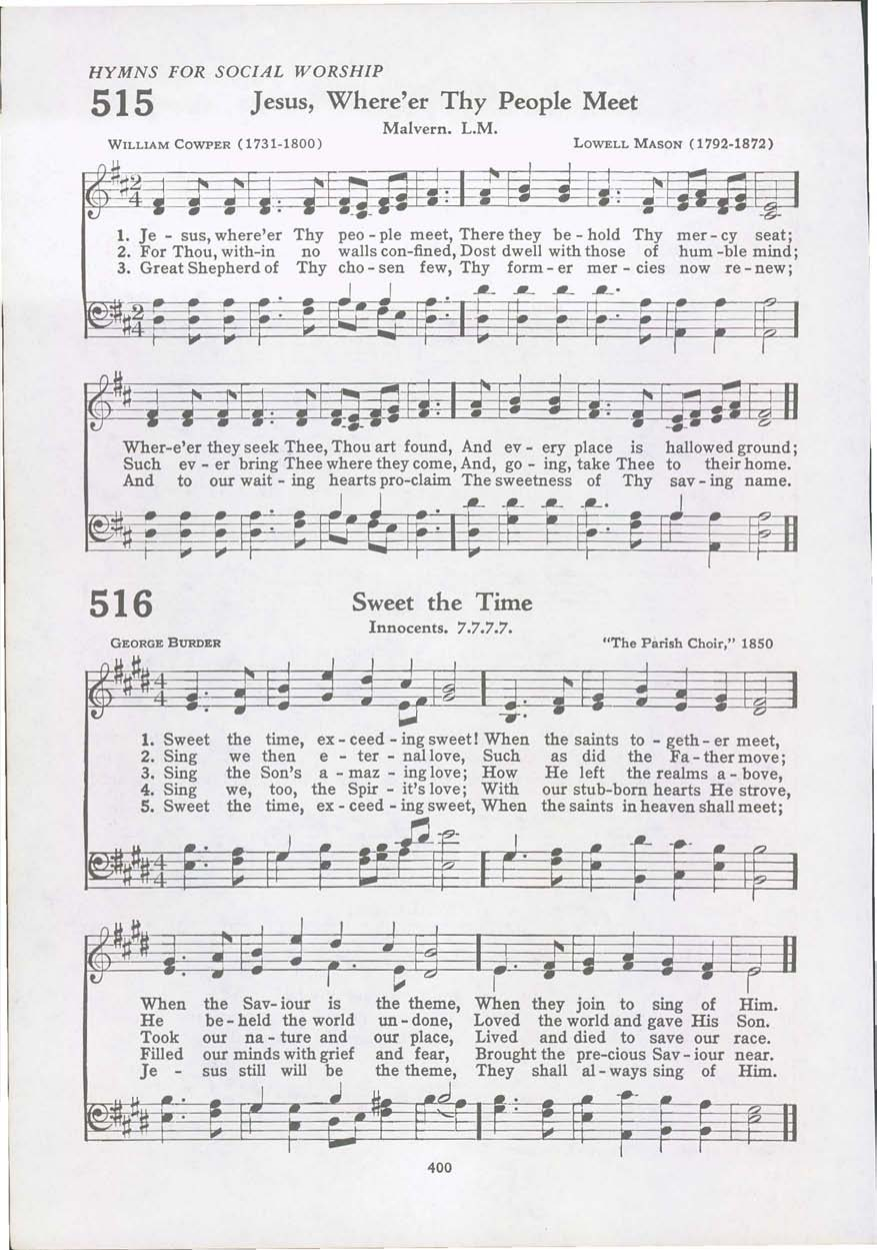 HYMNS FOR SOCIAL WORSHIP
515 Jesus, Where'er Thy People Meet
Malvern. L.M.
WILLIAM COWPER (1731-1800) LOWELL MASON (1792-1872)
2 4
1. Je - sus, where'er Thy peo - ple meet, There they be - hold Thy mer - cy seat;
2. For Thou, with-in no walls con-fined, Dost dwell with those of hum - ble mind;
3. Great Shepherd of Thy cho - sen few, Thy form - er mer - cies now re - new;
2 4
Wher-e'er they seek Thee, Thou art found, And ev - ery place is hallowed ground;
Such ev - er bring Thee where they come, And, go - ing, take Thee to their home.
And to our wait - ing hearts pro-claim The sweetness of Thy sav - ing name.
516 Sweet the Time
Innocents. 7.7.7.7.
GEORGE BURDER "The Parish Choir," 1850
4 4
1. Sweet the time, ex - ceed - ing sweet! When the saints to - geth - er meet,
2. Sing we then e - ter - nal love, Such as did the Fa - ther move;
3. Sing the Son's a - maz - ing love; How He left the realms a - bove,
4. Sing we, too, the Spir - it's love; With our stub-born hearts He strove,
5. Sweet the time, ex - ceed - ing sweet, When the saints in heaven shall meet;
4 4
When the Sav- iour is the theme, When they join to sing of Him.
He be - held the world un - done, Loved the world and gave His Son.
Took our na - ture and our place, Lived and died to save our race.
Filled our minds with grief and fear, Brought the pre-cious Sav - iour near.
Je - sus still will be the theme, They shall al - ways sing of Him.
400